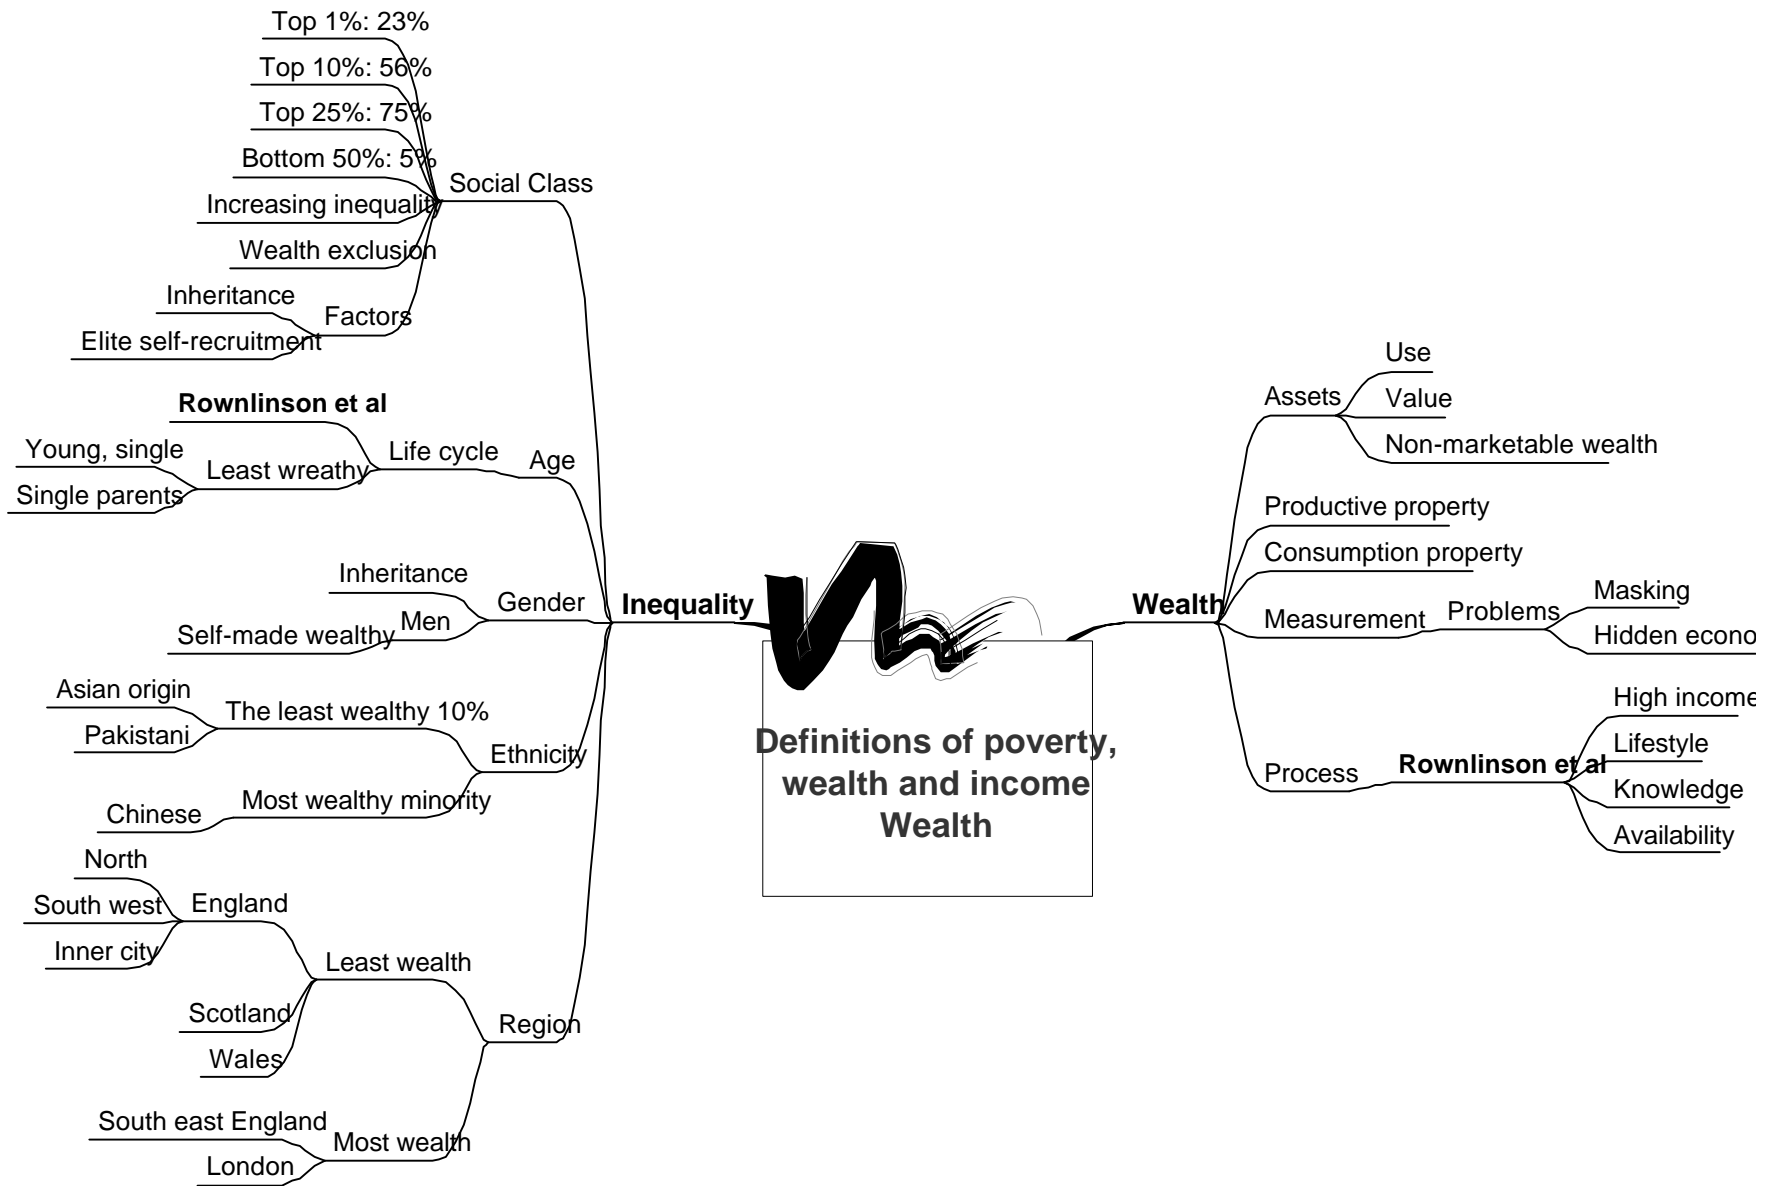 Top 1%: 23%
Top 10%: 56%
Top 25%: 75%
Bottom 50%: 5%
Increasing inequality
Wealth exclusion
Inheritance
Elite self-recruitment
Factors
Social Class
Rownlinson et al
Young, single
Single parents
Least wreathy
Life cycle
Age
Inheritance
Self-made wealthy
Men
Gender
Asian origin
Pakistani
The least wealthy 10%
Chinese
Most wealthy minority
Ethnicity
North
South west
Inner city
England
Scotland
Wales
Least wealth
South east England
London
Most wealth
Region
Inequality
Definitions of poverty,
wealth and income
Wealth
Wealth
Assets
Use
Value
Non-marketable wealth
Productive property
Consumption property
Measurement
Problems
Masking
Hidden econo
Process
Rownlinson et al
High income
Lifestyle
Knowledge
Availability